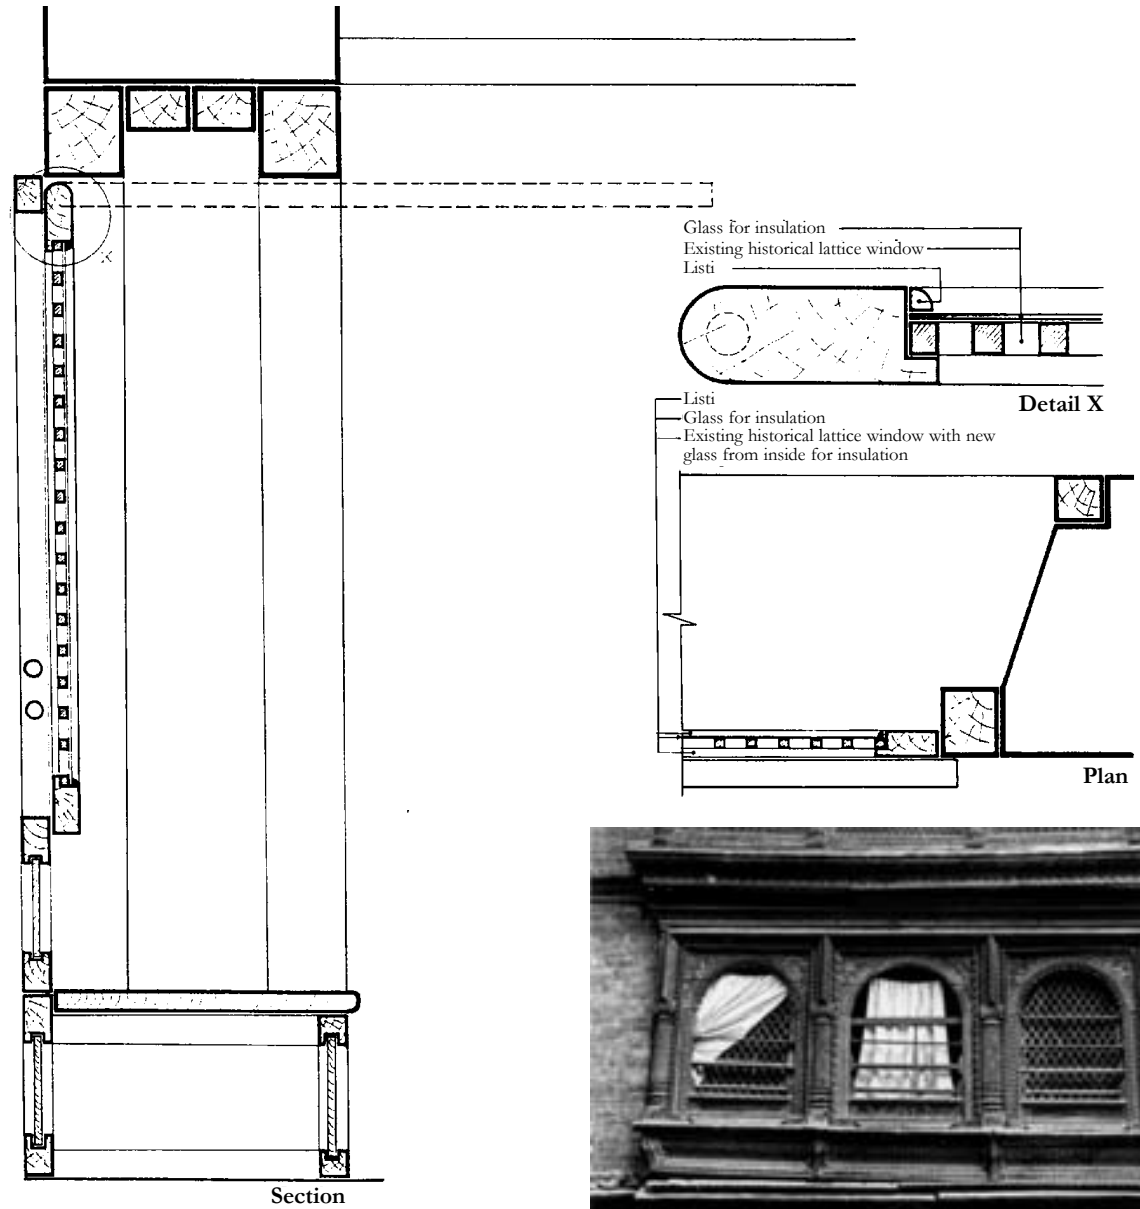 X
Glass for insulation
Existing historical lattice window
Listi
Detail X
Listi
Glass for insulation
Existing historical lattice window with new
glass from inside for insulation
Plan
Section